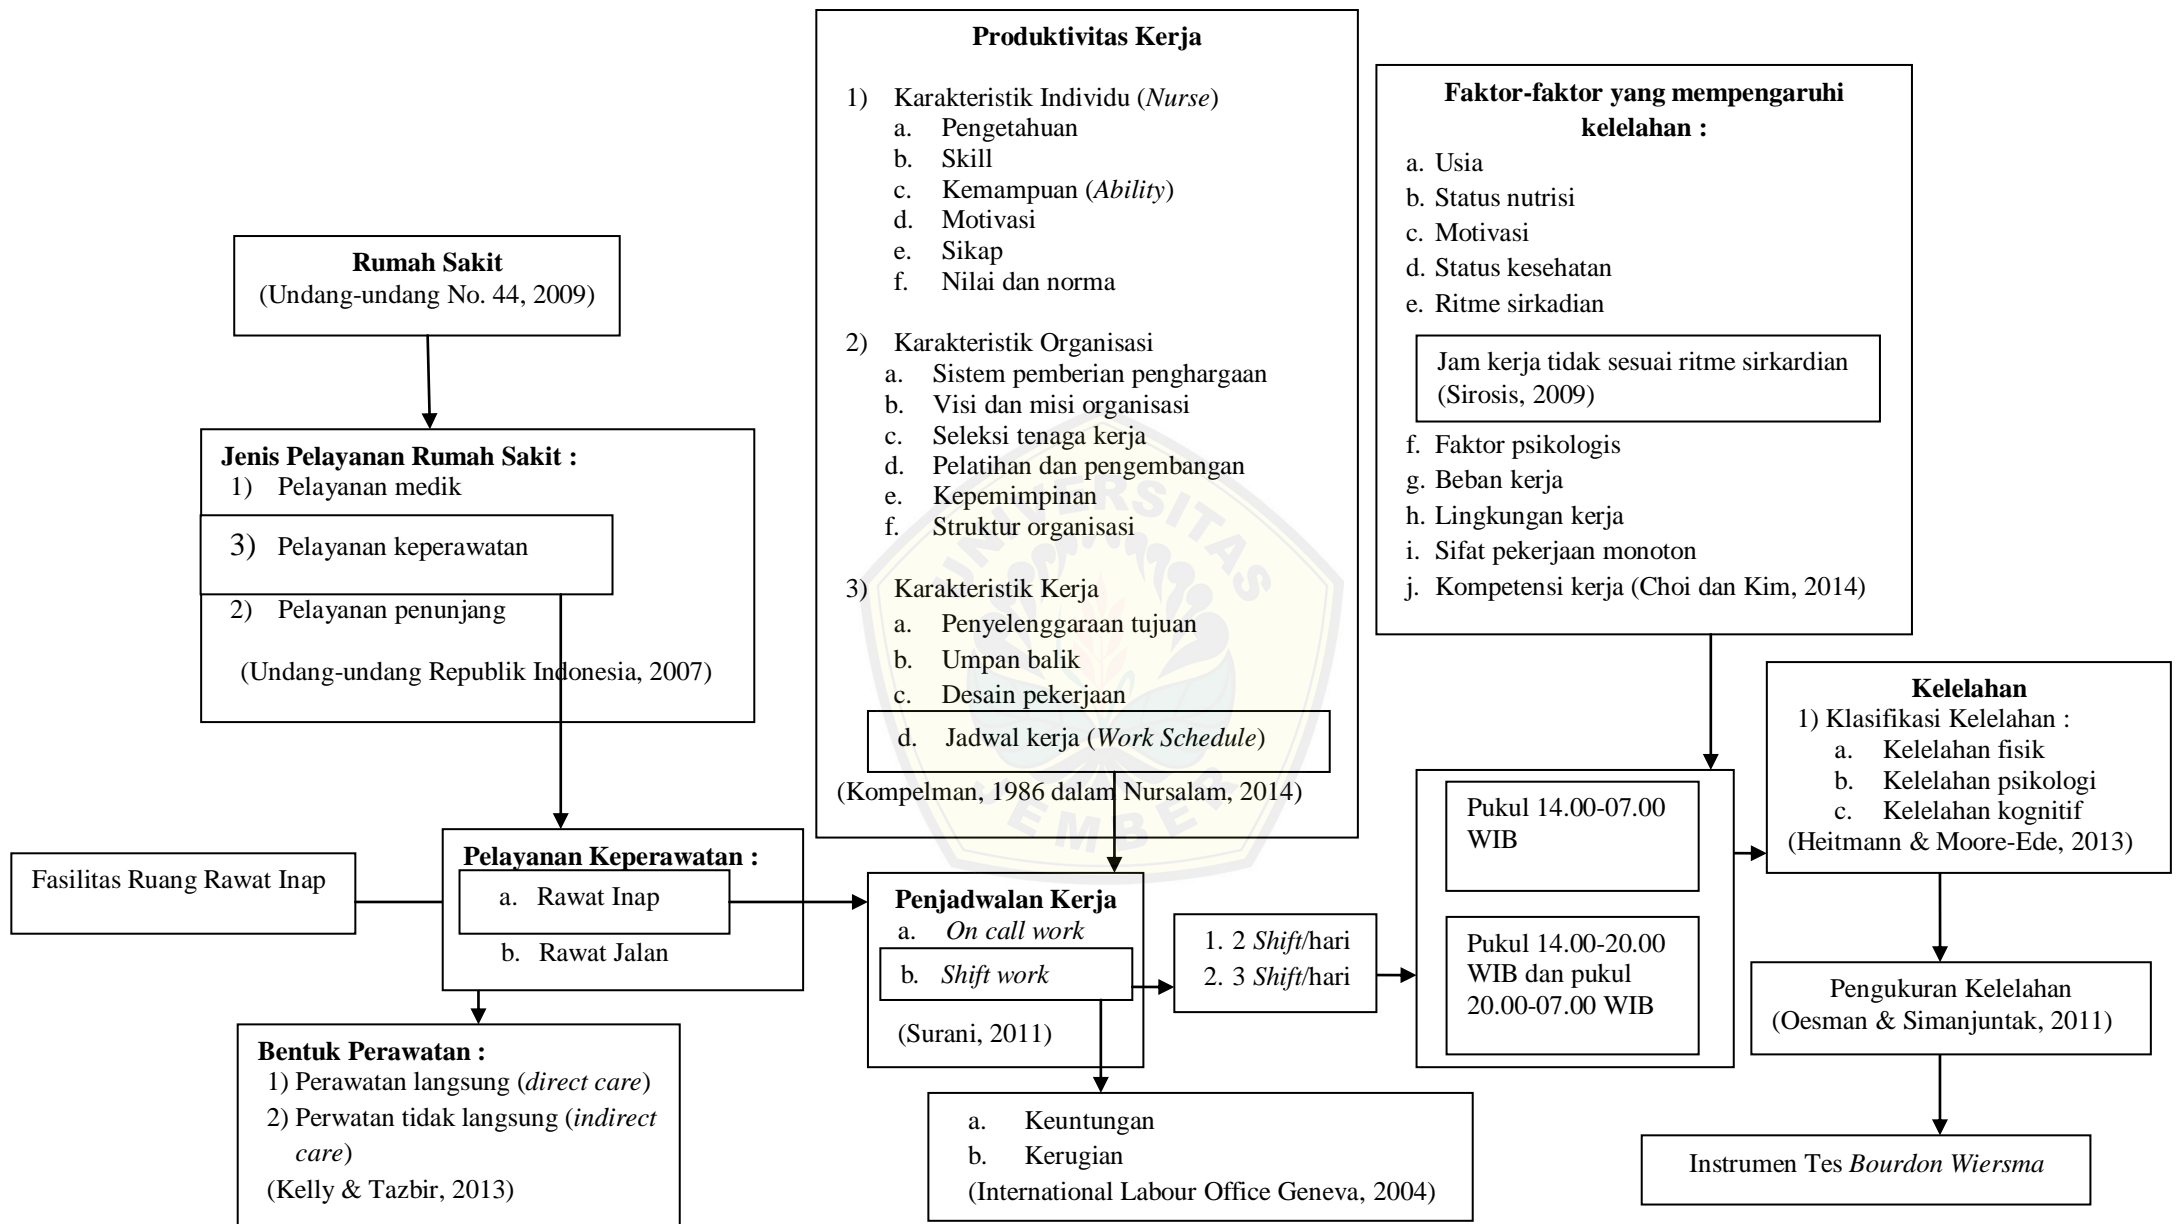 Produktivitas Kerja
1) Karakteristik Individu (Nurse)
a. Pengetahuan
b. Skill
c. Kemampuan (Ability)
d. Motivasi
e. Sikap
f. Nilai dan norma
2) Karakteristik Organisasi
a. Sistem pemberian penghargaan
b. Visi dan misi organisasi
c. Seleksi tenaga kerja
d. Pelatihan dan pengembangan
e. Kepemimpinan
f. Struktur organisasi
3) Karakteristik Kerja
a. Penyelenggaraan tujuan
b. Umpan balik
c. Desain pekerjaan
d. Jadwal kerja (Work Schedule)
(Kompelman, 1986 dalam Nursalam, 2014)
Faktor-faktor yang mempengaruhi
kelelahan :
a. Usia
b. Status nutrisi
c. Motivasi
d. Status kesehatan
e. Ritme sirkadian
Jam kerja tidak sesuai ritme sirkardian
(Sirosis, 2009)
f. Faktor psikologis
g. Beban kerja
h. Lingkungan kerja
i. Sifat pekerjaan monoton
j. Kompetensi kerja (Choi dan Kim, 2014)
Rumah Sakit
(Undang-undang No. 44, 2009)
Jenis Pelayanan Rumah Sakit :
1) Pelayanan medik
3) Pelayanan keperawatan
2) Pelayanan penunjang
(Undang-undang Republik Indonesia, 2007)
Fasilitas Ruang Rawat Inap
Pelayanan Keperawatan :
a. Rawat Inap
b. Rawat Jalan
Bentuk Perawatan :
1) Perawatan langsung (direct care)
2) Perwatan tidak langsung (indirect
care)
(Kelly & Tazbir, 2013)
Penjadwalan Kerja
a. On call work
b. Shift work
(Surani, 2011)
a. Keuntungan
b. Kerugian
(International Labour Office Geneva, 2004)
1. 2 Shift/hari
2. 3 Shift/hari
Pukul 14.00-07.00
WIB
Pukul 14.00-20.00
WIB dan pukul
20.00-07.00 WIB
Kelelahan
1) Klasifikasi Kelelahan :
a. Kelelahan fisik
b. Kelelahan psikologi
c. Kelelahan kognitif
(Heitmann & Moore-Ede, 2013)
Pengukuran Kelelahan
(Oesman & Simanjuntak, 2011)
Instrumen Tes Bourdon Wiersma
UNIVERSITAS
JEMBER